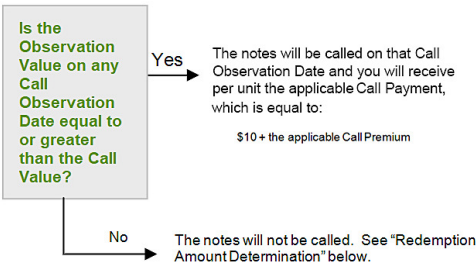 Is the
Observation
Value on any
Call
Observation
Date equal to
or greater
than the Call
Value?
Yes
The notes will be called on that Call
Observation Date and you will receive
per unit the applicable Call Payment,
which is equal to:
$10 + the applicable Call Premium
No
The notes will not be called. See “Redemption
Amount Determination” below.